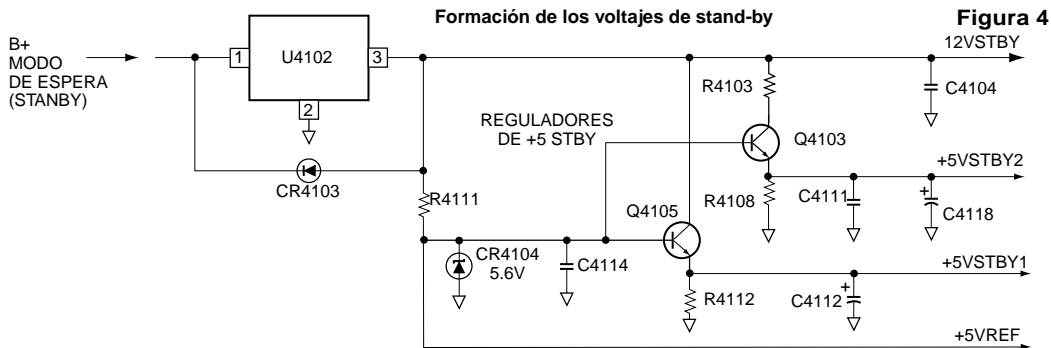 Formación de los voltajes de stand-by
Figura 4
B+
MODO
DE ESPERA
(STANBY)
1
U4102
3
2
12VSTBY
R4103
C4104
REGULADORES
DE +5 STBY
Q4103
CR4103
R4111
+5VSTBY2
R4108
C4111
+
C4118
Q4105
CR4104
5.6V
C4114
+5VSTBY1
R4112
C4112
+
+5VREF